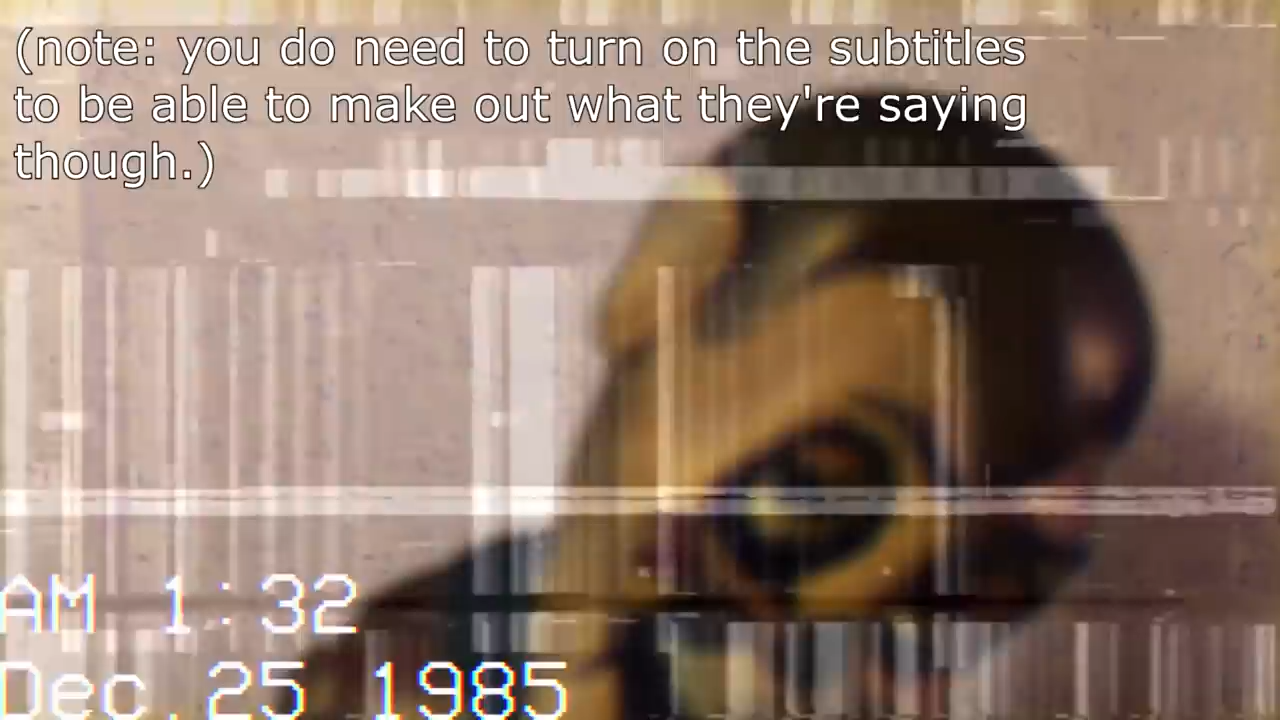 (note: you do need to turn on the subtitles
to be able to make out what they're saying
though.)
AM 1:32
Dec.25 1985